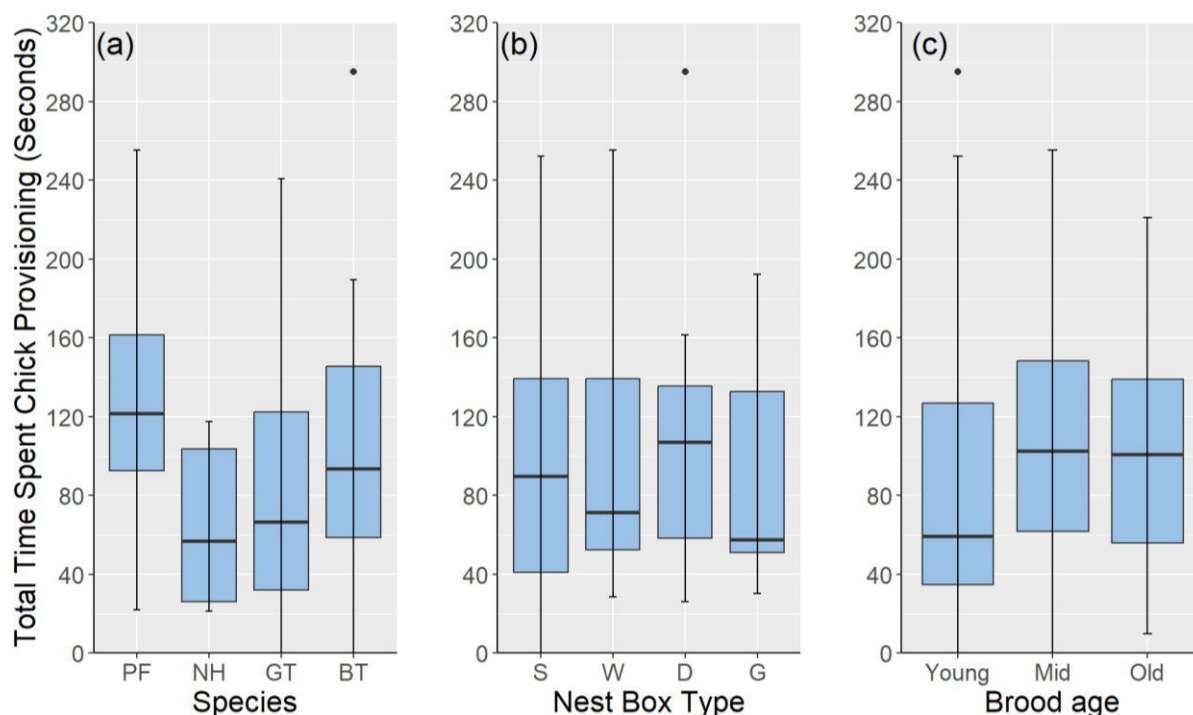 Total Time Spent Chick Provisioning (Seconds)
(a)
320
280
240
200
160
120
80
40
0
PF NH GT BT
Species
(b)
320
280
240
200
160
120
80
40
0
S W D G
Nest Box Type
(c)
320
280
240
200
160
120
80
40
0
Young Mid Old
Brood age